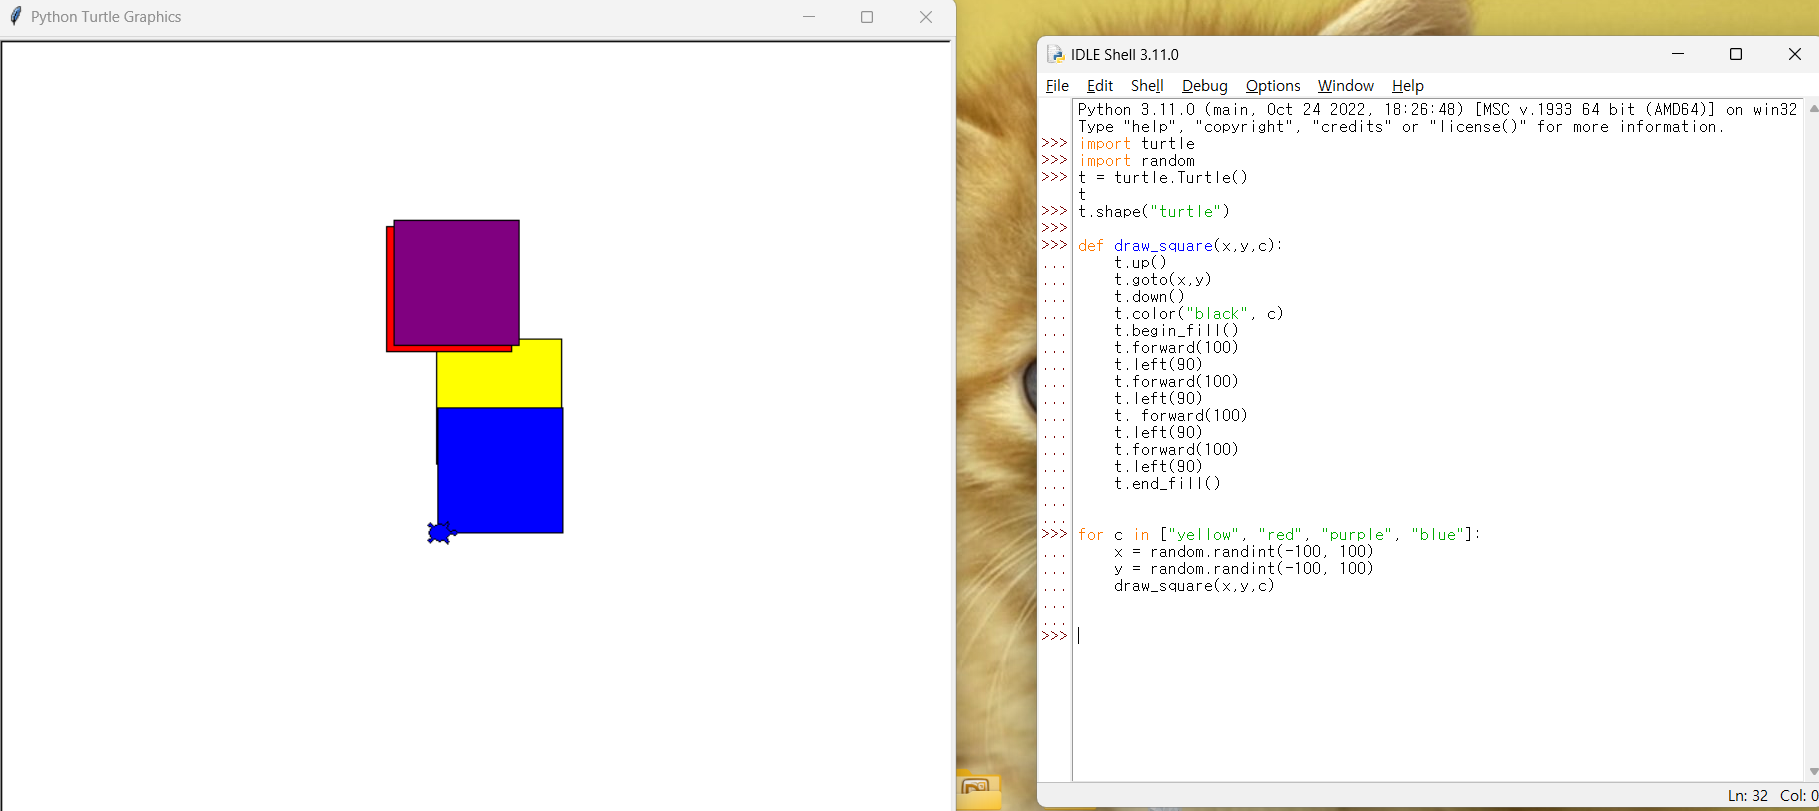 Python Turtle Graphics
IDLE Shell 3.11.0
File Edit Shell Debug Options Window Help
Python 3.11.0 (main, Oct 24 2022, 18:26:48) [MSC v.1933 64 bit (AMD64)] on win32
Type "help", "copyright", "credits" or "license()" for more information.
>>> import turtle
>>> import random
>>> t = turtle.Turtle()
t
>>> t.shape("turtle")
>>>
>>> def draw_square(x,y,c):
...     t.up()
...     t.goto(x,y)
...     t.down()
...     t.color("black", c)
...     t.begin_fill()
...     t.forward(100)
...     t.left(90)
...     t.forward(100)
...     t.left(90)
...     t. forward(100)
...     t.left(90)
...     t.forward(100)
...     t.left(90)
...     t.end_fill()
...
...
>>> for c in ["yellow", "red", "purple", "blue"]:
...     x = random.randint(-100, 100)
...     y = random.randint(-100, 100)
...     draw_square(x,y,c)
...
...
>>>
Ln: 32 Col: 0